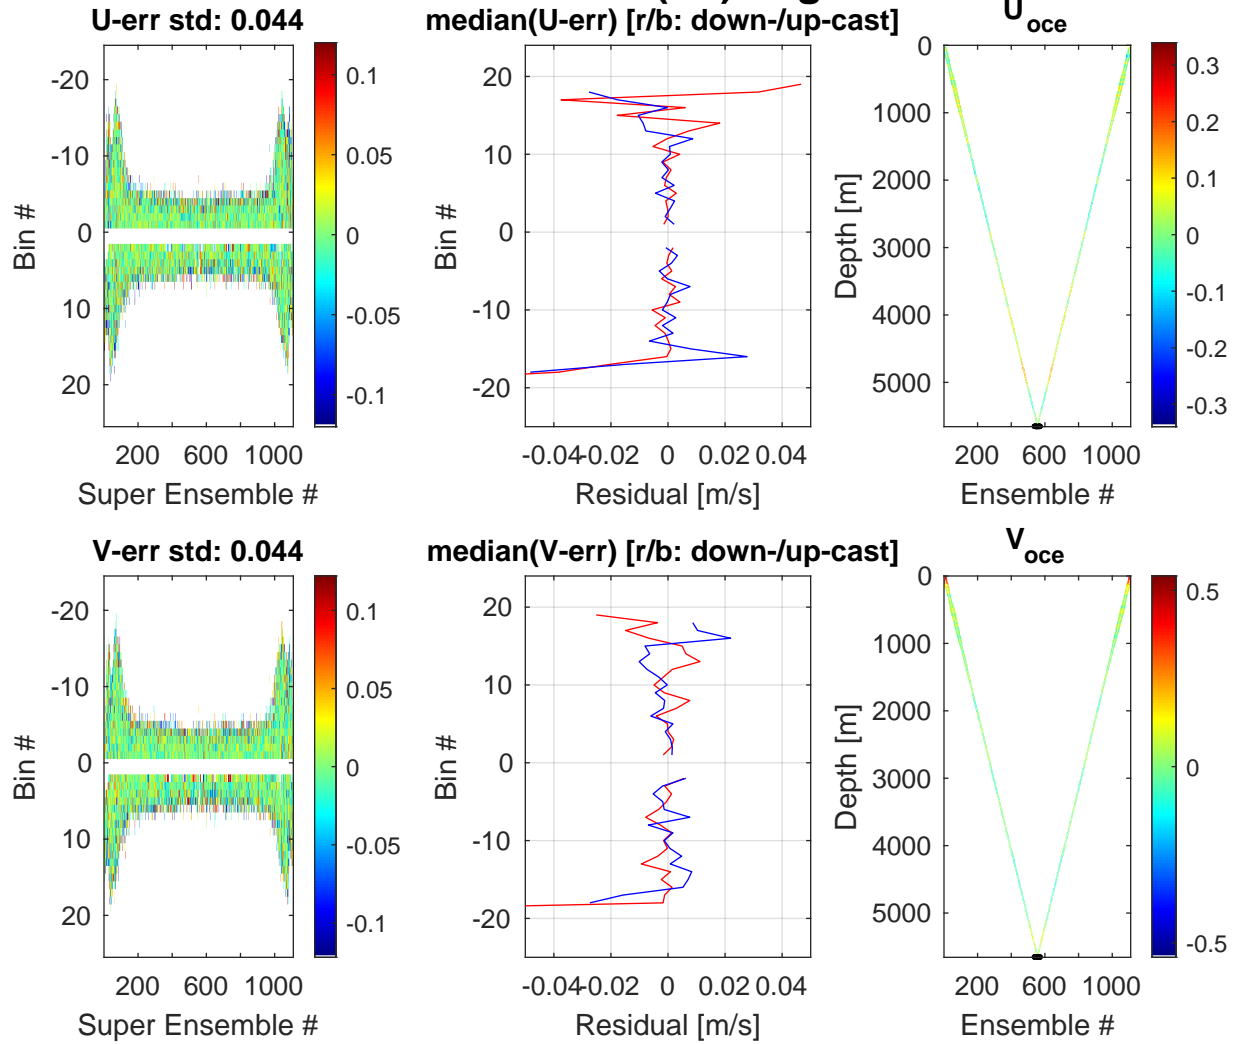 U-err std: 0.044
median(U-err) [r/b: down-/up-cast]
U_oce
-20
-10
0
10
20
Bin #
200 600 1000
Super Ensemble #
0.1
0.05
0
-0.05
-0.1
20
10
0
-10
-20
Bin #
-0.04 -0.02 0 0.02 0.04
Residual [m/s]
0
1000
2000
3000
4000
5000
Depth [m]
200 600 1000
Ensemble #
0.3
0.2
0.1
0
-0.1
-0.2
-0.3
V-err std: 0.044
median(V-err) [r/b: down-/up-cast]
V_oce
-20
-10
0
10
20
Bin #
200 600 1000
Super Ensemble #
0.1
0.05
0
-0.05
-0.1
20
10
0
-10
-20
Bin #
-0.04 -0.02 0 0.02 0.04
Residual [m/s]
0
1000
2000
3000
4000
5000
Depth [m]
200 600 1000
Ensemble #
0.5
0
-0.5